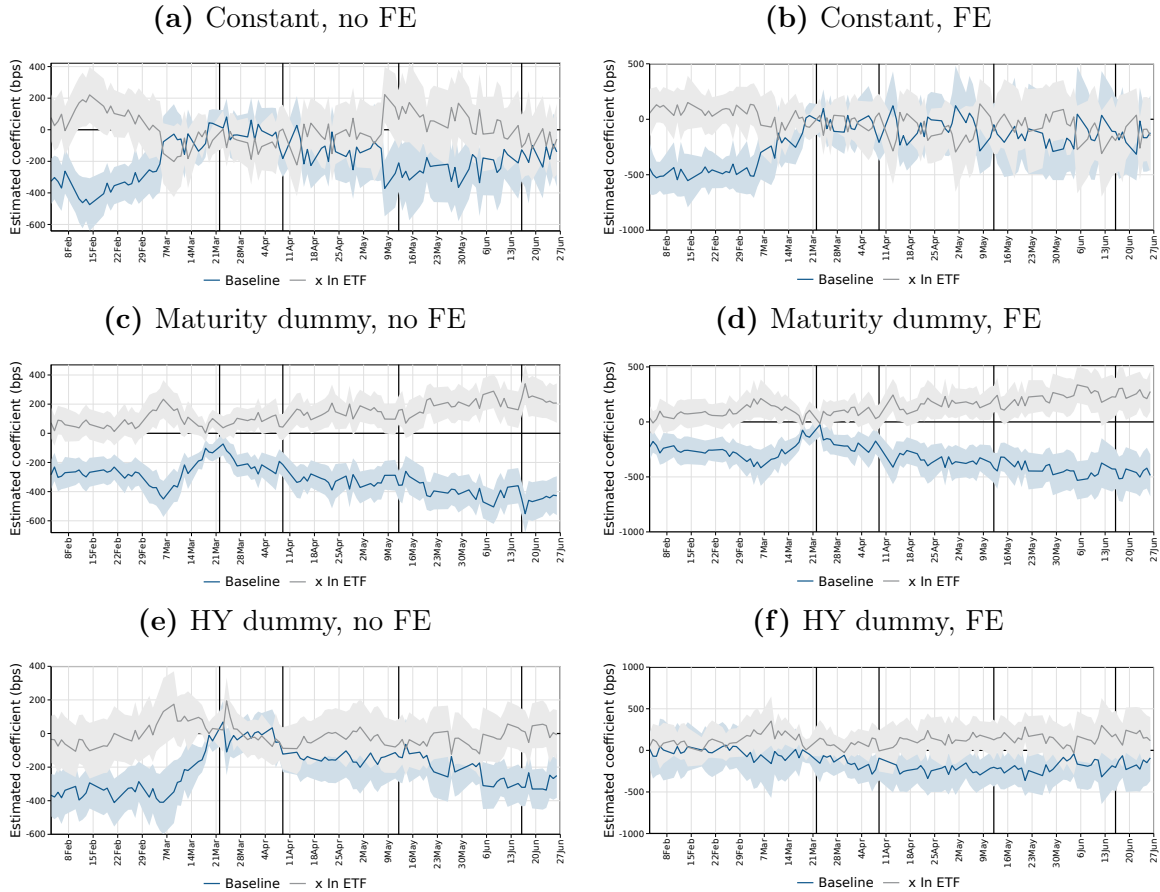 (a) Constant, no FE
(b) Constant, FE
Estimated coefficient (bps)
400
200
0
-200
-400
-600
8Feb 15Feb 22Feb 29Feb 7Mar 14Mar 21Mar 28Mar 4Apr 11Apr 18Apr 25Apr 2May 9May 16May 23May 30May 6Jun 13Jun 20Jun 27Jun
Baseline x In ETF
Estimated coefficient (bps)
500
0
-500
-1000
8Feb 15Feb 22Feb 29Feb 7Mar 14Mar 21Mar 28Mar 4Apr 11Apr 18Apr 25Apr 2May 9May 16May 23May 30May 6Jun 13Jun 20Jun 27Jun
Baseline x In ETF
(c) Maturity dummy, no FE
(d) Maturity dummy, FE
Estimated coefficient (bps)
400
200
0
-200
-400
-600
8Feb 15Feb 22Feb 29Feb 7Mar 14Mar 21Mar 28Mar 4Apr 11Apr 18Apr 25Apr 2May 9May 16May 23May 30May 6Jun 13Jun 20Jun 27Jun
Baseline x In ETF
Estimated coefficient (bps)
500
0
-500
-1000
8Feb 15Feb 22Feb 29Feb 7Mar 14Mar 21Mar 28Mar 4Apr 11Apr 18Apr 25Apr 2May 9May 16May 23May 30May 6Jun 13Jun 20Jun 27Jun
Baseline x In ETF
(e) HY dummy, no FE
(f) HY dummy, FE
Estimated coefficient (bps)
400
200
0
-200
-400
-600
8Feb 15Feb 22Feb 29Feb 7Mar 14Mar 21Mar 28Mar 4Apr 11Apr 18Apr 25Apr 2May 9May 16May 23May 30May 6Jun 13Jun 20Jun 27Jun
Baseline x In ETF
Estimated coefficient (bps)
1000
500
0
-500
-1000
8Feb 15Feb 22Feb 29Feb 7Mar 14Mar 21Mar 28Mar 4Apr 11Apr 18Apr 25Apr 2May 9May 16May 23May 30May 6Jun 13Jun 20Jun 27Jun
Baseline x In ETF